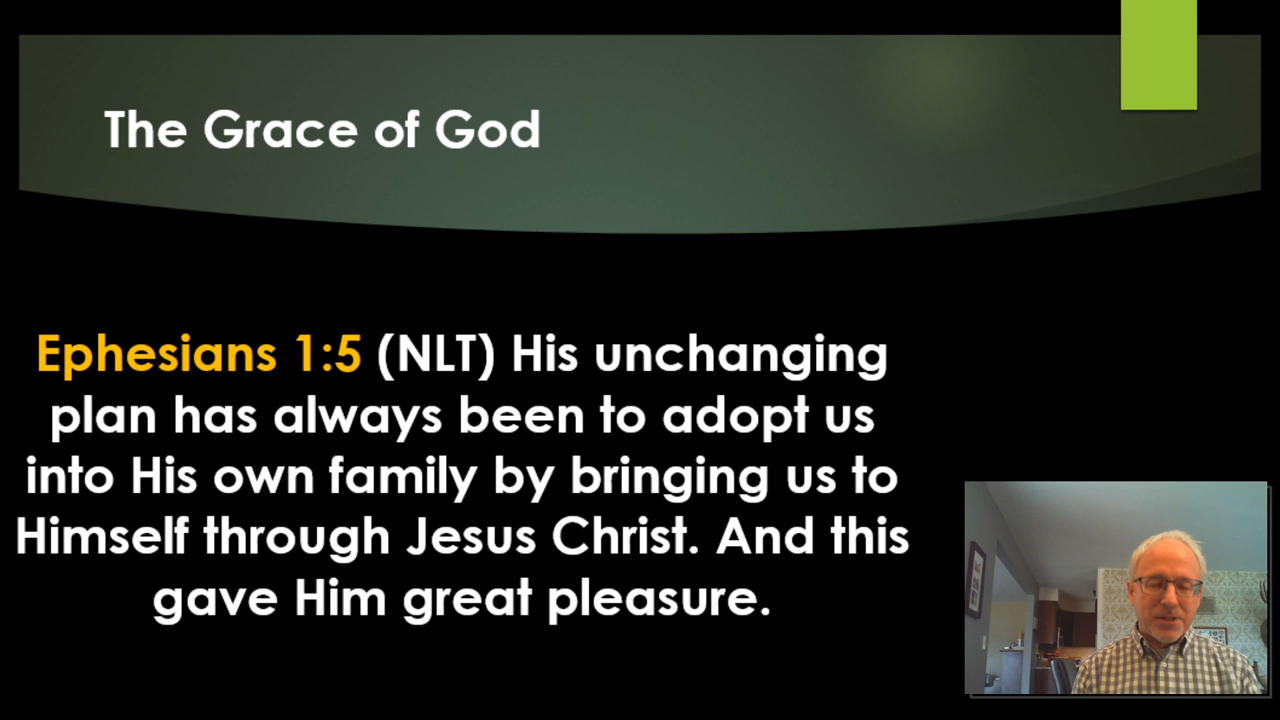 The Grace of God
Ephesians 1:5 (NLT) His unchanging
plan has always been to adopt us
into His own family by bringing us to
Himself through Jesus Christ. And this
gave Him great pleasure.